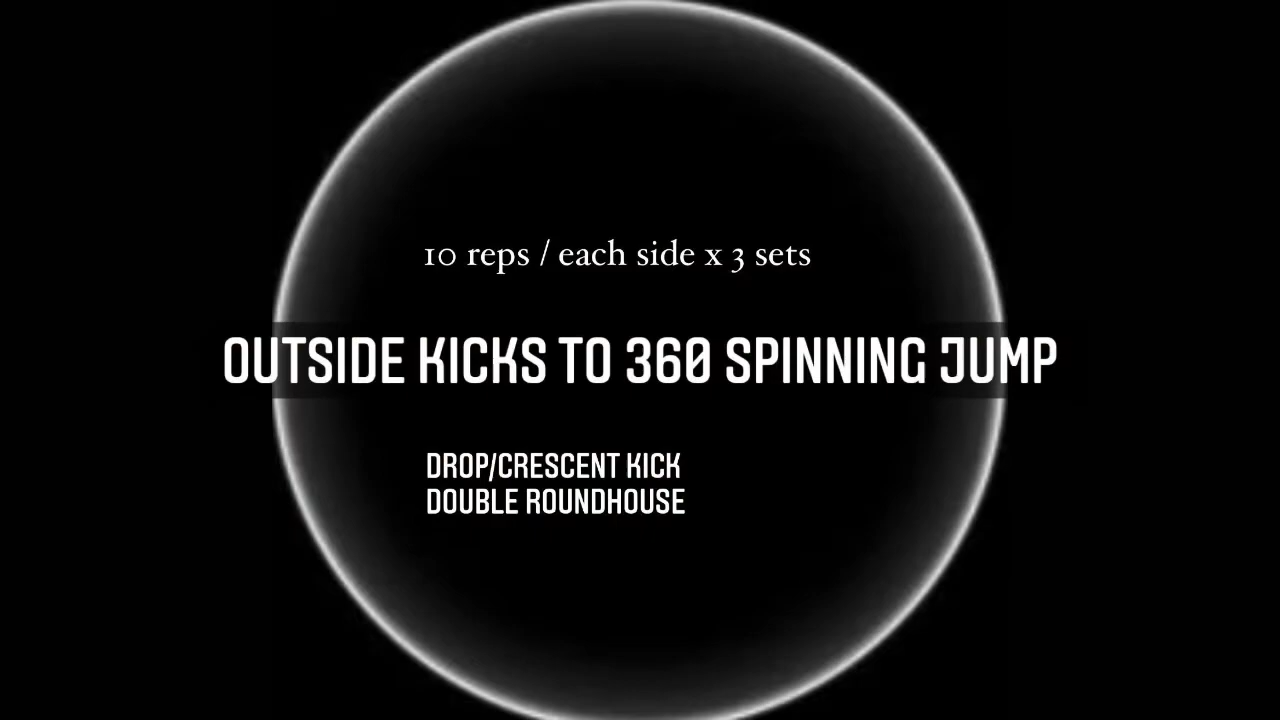 10 reps / each side x 3 sets
OUTSIDE KICKS TO 360 SPINNING JUMP
DROP/CRESCENT KICK
DOUBLE ROUNDHOUSE